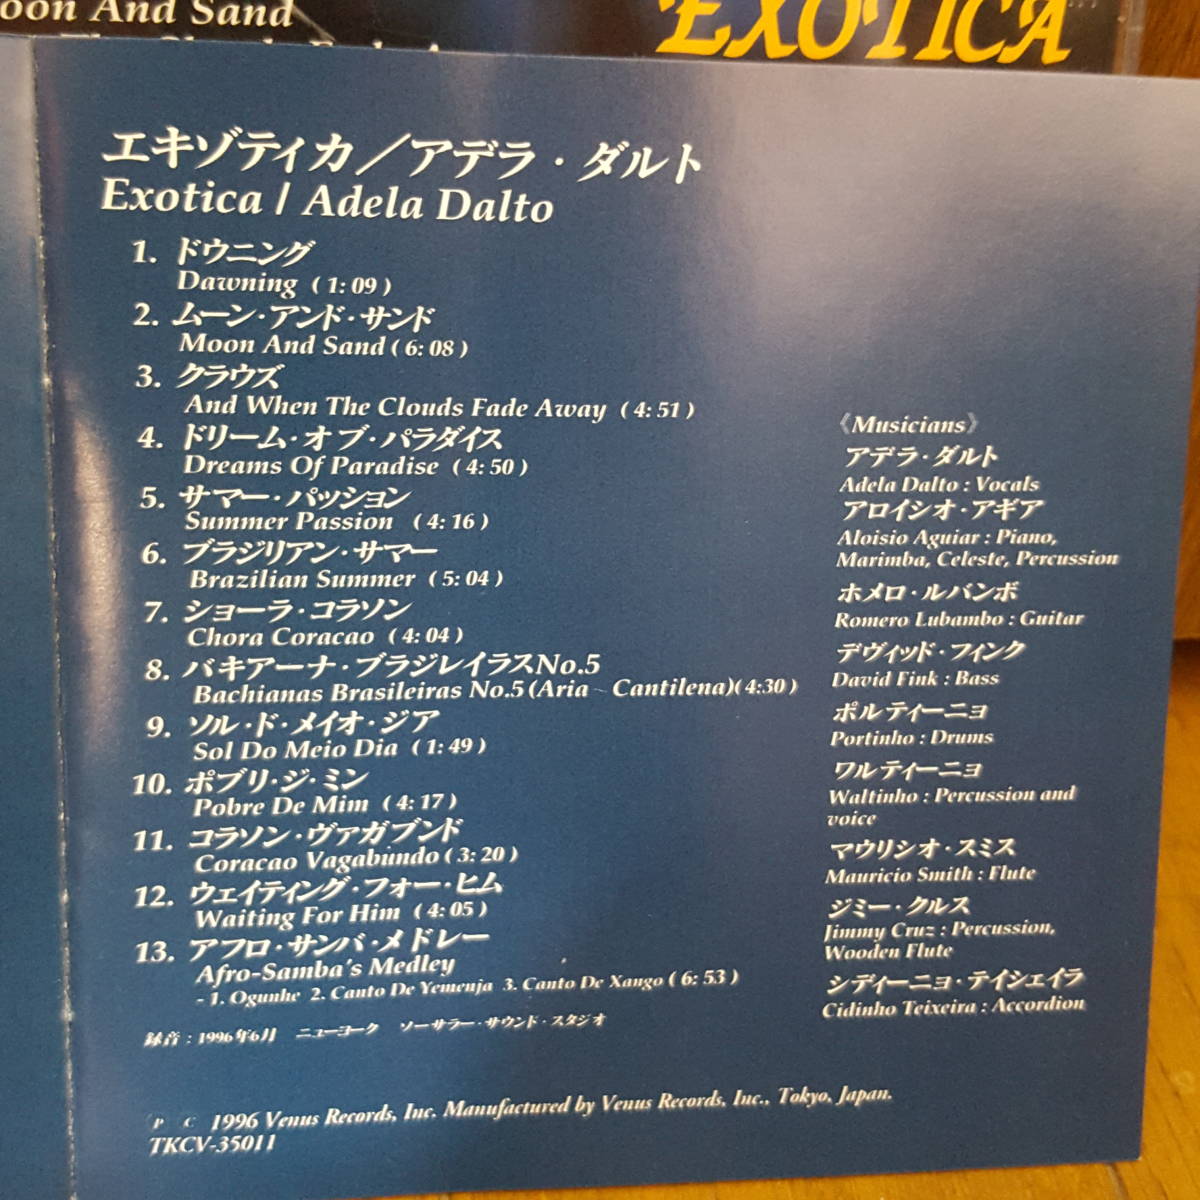 Moon And Sand
EXOTICA
エキゾティカ／アデラ・ダルト
Exotica / Adela Dalto
1. ドウニング
Dawning (1:09)
2. ムーン・アンド・サンド
Moon And Sand (6:08)
3. クラウズ
And When The Clouds Fade Away (4:51)
4. ドリーム・オブ・パラダイス
Dreams Of Paradise (4:50)
5. サマー・パッション
Summer Passion (4:16)
6. ブラジリアン・サマー
Brazilian Summer (5:04)
7. ショーラ・コラソン
Chora Coracao (4:04)
8. バキアーナ・ブラジレイラスNo.5
Bachianas Brasileiras No.5 (Aria ~ Cantilena)(4:30)
9. ソル・ド・メイオ・ジア
Sol Do Meio Dia (1:49)
10. ポブリ・ジ・ミン
Pobre De Mim (4:17)
11. コラソン・ヴァガブンド
Coracao Vagabundo (3:20)
12. ウェイティング・フォー・ヒム
Waiting For Him (4:05)
13. アフロ・サンバ・メドレー
Afro-Samba's Medley
- 1. Ogunhe 2. Canto De Yemenja 3. Canto De Xango (6:53)
録音：1996年6月 ニューヨーク ソーサラー・サウンド・スタジオ
《Musicians》
アデラ・ダルト
Adela Dalto : Vocals
アロイシオ・アギア
Aloisio Aguiar : Piano,
Marimba, Celeste, Percussion
ホメロ・ルバンボ
Romero Lubambo : Guitar
デヴィッド・フィンク
David Fink : Bass
ポルティーニョ
Portinho : Drums
ワルティーニョ
Waltinho : Percussion and
voice
マウリシオ・スミス
Mauricio Smith : Flute
ジミー・クルス
Jimmy Cruz : Percussion,
Wooden Flute
シディーニョ・テイシェイラ
Cidinho Teixeira : Accordion
P C 1996 Venus Records, Inc. Manufactured by Venus Records, Inc., Tokyo, Japan.
TKCV-35011